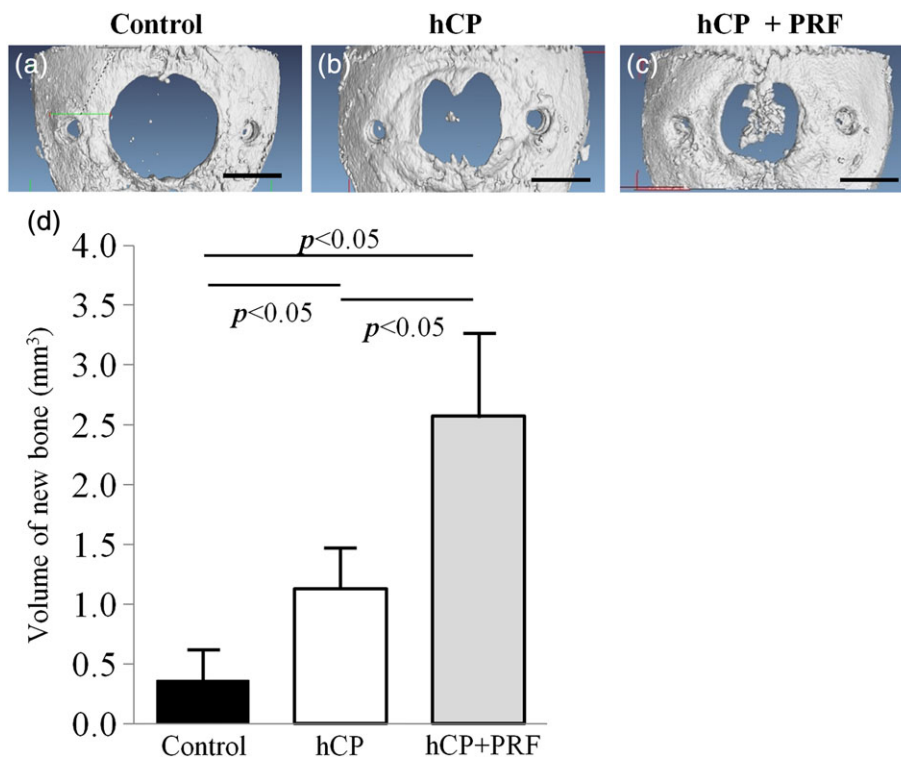 Control
hCP
hCP + PRF
(a)
(b)
(c)
(d)
Volume of new bone (mm³)
4.0
3.5
3.0
2.5
2.0
1.5
1.0
0.5
0.0
p<0.05
p<0.05
p<0.05
Control
hCP
hCP+PRF